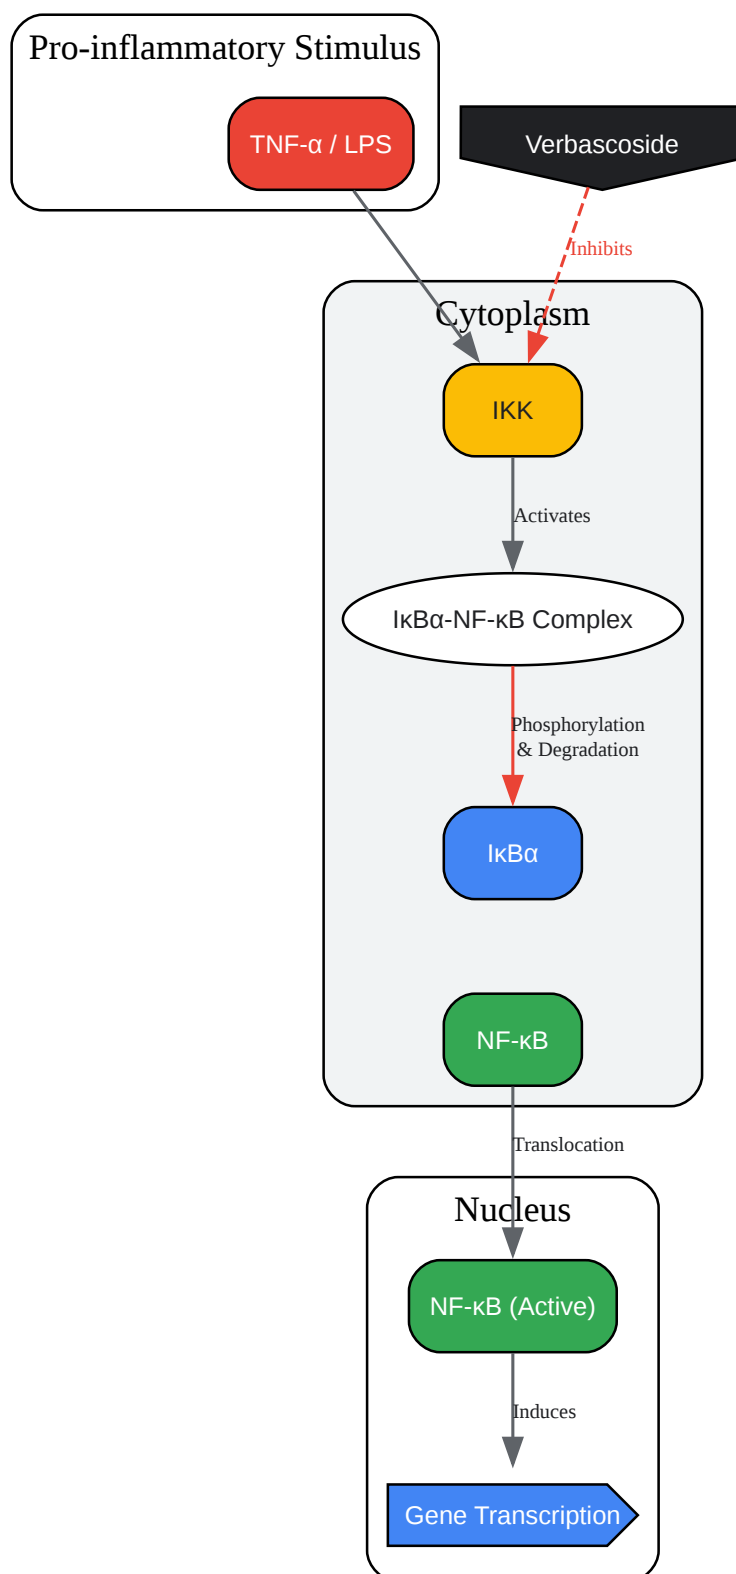 Pro-inflammatory Stimulus
TNF-α / LPS
Verbascoside
Inhibits
Cytoplasm
IKK
Activates
IκBα-NF-κB Complex
Phosphorylation
& Degradation
IκBα
NF-κB
Translocation
Nucleus
NF-κB (Active)
Induces
Gene Transcription